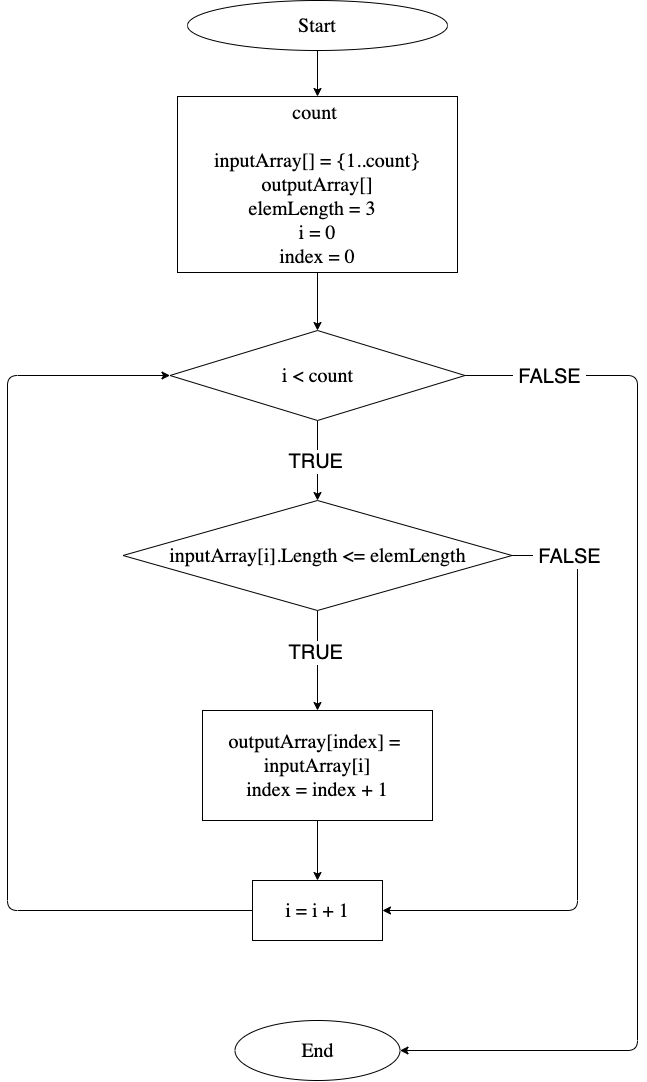 Start
count
inputArray[] = {1..count}
outputArray[]
elemLength = 3
i = 0
index = 0
i < count
FALSE
TRUE
inputArray[i].Length <= elemLength
FALSE
TRUE
outputArray[index] =
inputArray[i]
index = index + 1
i = i + 1
End